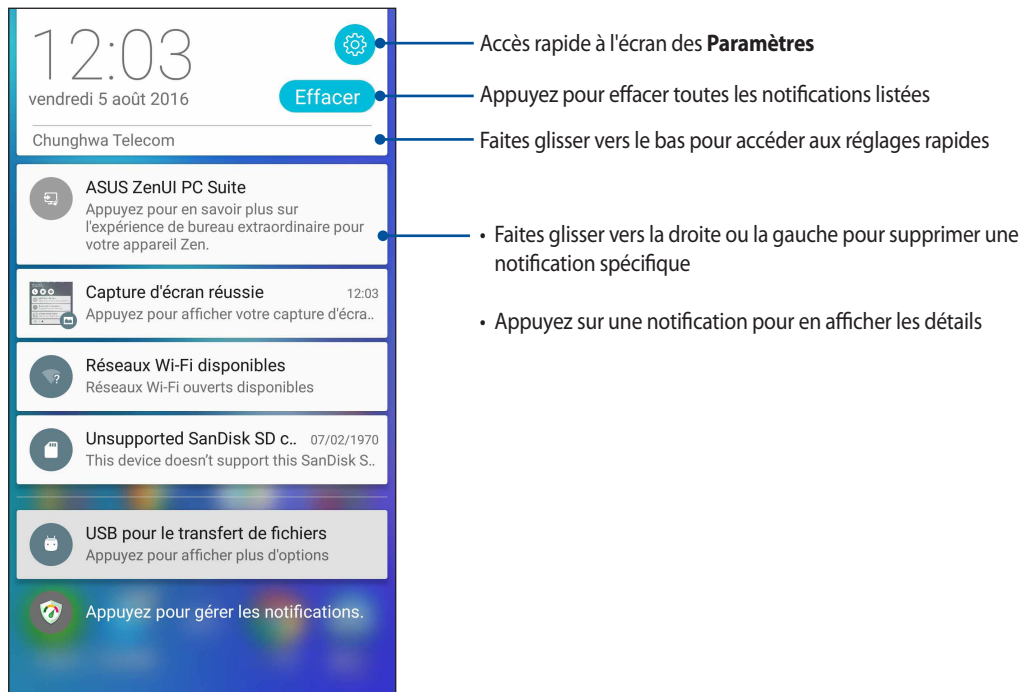 12:03
vendredi 5 août 2016
Effacer
Chunghwa Telecom
ASUS ZenUI PC Suite
Appuyez pour en savoir plus sur
l'expérience de bureau extraordinaire pour
votre appareil Zen.
Capture d'écran réussie 12:03
Appuyez pour afficher votre capture d'écra..
Réseaux Wi-Fi disponibles
Réseaux Wi-Fi ouverts disponibles
Unsupported SanDisk SD c.. 07/02/1970
This device doesn't support this SanDisk S..
USB pour le transfert de fichiers
Appuyez pour afficher plus d'options
Appuyez pour gérer les notifications.
Accès rapide à l'écran des Paramètres
Appuyez pour effacer toutes les notifications listées
Faites glisser vers le bas pour accéder aux réglages rapides
• Faites glisser vers la droite ou la gauche pour supprimer une
notification spécifique
• Appuyez sur une notification pour en afficher les détails